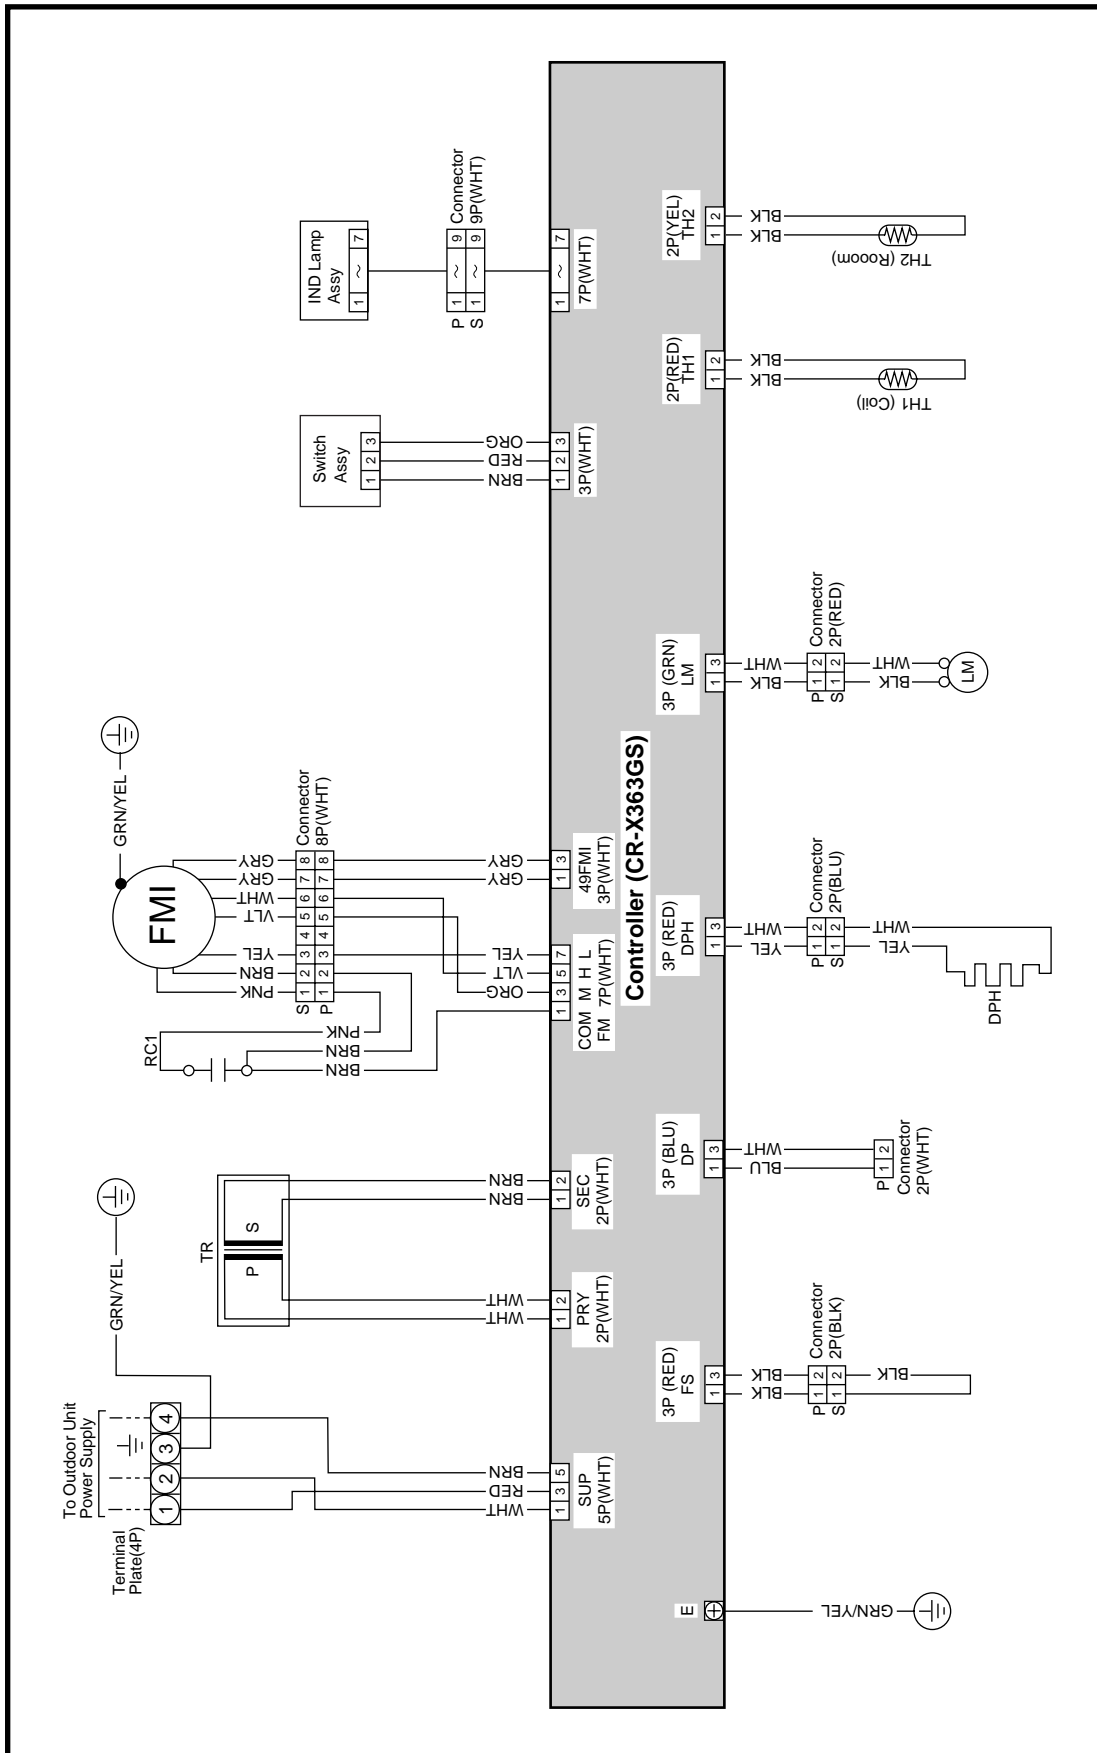 To Outdoor Unit
Power Supply
Terminal
Plate(4P)
1 2 3 4
GRN/YEL
WHT
RED
BRN
1 3 5
SUP
5P(WHT)
TR
P S
WHT
WHT
1 2
PRY
2P(WHT)
BRN
BRN
1 2
SEC
2P(WHT)
RC1
PNK
BRN
BRN
FMI
GRN/YEL
PNK
BRN
YEL
VLT
WHT
GRY
GRY
S 1 2 3 4 5 6 7 8
P 1 2 3 4 5 6 7 8
Connector
8P(WHT)
ORG
VLT
YEL
1 3 5 7
COM M H L
FM 7P(WHT)
GRY
GRY
1 3
49FMI
3P(WHT)
Switch
Assy
1 2 3
BRN
RED
ORG
1 2 3
3P(WHT)
IND Lamp
Assy
1 ~ 7
P 1 ~ 9
S 1 ~ 9
Connector
9P(WHT)
1 ~ 7
7P(WHT)
Controller (CR-X363GS)
E
GRN/YEL
3P (RED)
FS
1 3
BLK
BLK
P 1 2
S 1 2
Connector
2P(BLK)
BLK
3P (BLU)
DP
1 3
BLU
WHT
P 1 2
Connector
2P(WHT)
3P (RED)
DPH
1 3
YEL
WHT
P 1 2
S 1 2
Connector
2P(BLU)
YEL
WHT
DPH
3P (GRN)
LM
1 3
BLK
WHT
P 1 2
S 1 2
Connector
2P(RED)
BLK
WHT
LM
2P(RED)
TH1
1 2
BLK
BLK
TH1 (Coil)
2P(YEL)
TH2
1 2
BLK
BLK
TH2 (Rooom)